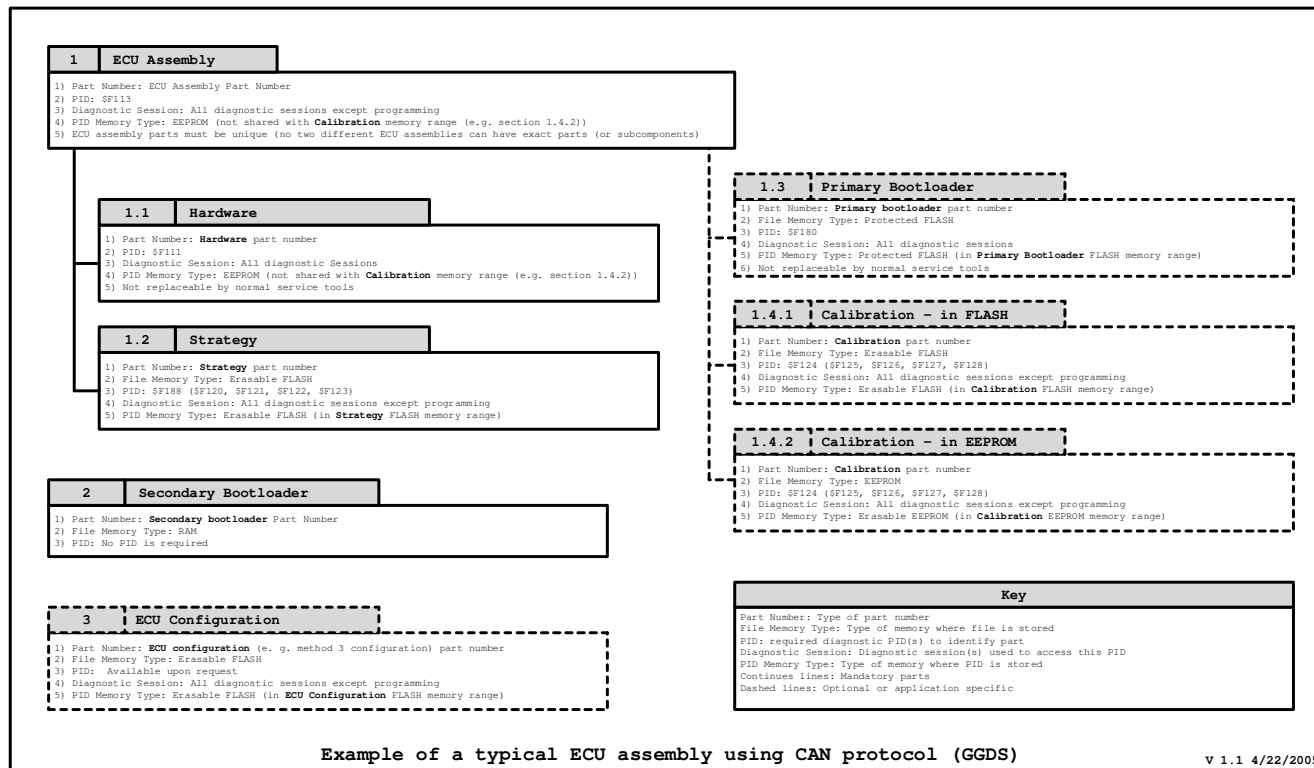 1 ECU Assembly
1) Part Number: ECU Assembly Part Number
2) PID: $F113
3) Diagnostic Session: All diagnostic sessions except programming
4) PID Memory Type: EEPROM (not shared with Calibration memory range (e.g. section 1.4.2))
5) ECU assembly parts must be unique (no two different ECU assemblies can have exact parts (or subcomponents)
1.1 Hardware
1) Part Number: Hardware part number
2) PID: $F111
3) Diagnostic Session: All diagnostic Sessions
4) PID Memory Type: EEPROM (not shared with Calibration memory range (e.g. section 1.4.2))
5) Not replaceable by normal service tools
1.2 Strategy
1) Part Number: Strategy part number
2) File Memory Type: Erasable FLASH
3) PID: $F188 ($F120, $F121, $F122, $F123)
4) Diagnostic Session: All diagnostic sessions except programming
5) PID Memory Type: Erasable FLASH (in Strategy FLASH memory range)
1.3 Primary Bootloader
1) Part Number: Primary bootloader part number
2) File Memory Type: Protected FLASH
3) PID: $F180
4) Diagnostic Session: All diagnostic sessions
5) PID Memory Type: Protected FLASH (in Primary Bootloader FLASH memory range)
6) Not replaceable by normal service tools
1.4.1 Calibration – in FLASH
1) Part Number: Calibration part number
2) File Memory Type: Erasable FLASH
3) PID: $F124 ($F125, $F126, $F127, $F128)
4) Diagnostic Session: All diagnostic sessions except programming
5) PID Memory Type: Erasable FLASH (in Calibration FLASH memory range)
1.4.2 Calibration – in EEPROM
1) Part Number: Calibration part number
2) File Memory Type: EEPROM
3) PID: $F124 ($F125, $F126, $F127, $F128)
4) Diagnostic Session: All diagnostic sessions except programming
5) PID Memory Type: Erasable EEPROM (in Calibration EEPROM memory range)
2 Secondary Bootloader
1) Part Number: Secondary bootloader Part Number
2) File Memory Type: RAM
3) PID: No PID is required
3 ECU Configuration
1) Part Number: ECU configuration (e. g. method 3 configuration) part number
2) File Memory Type: Erasable FLASH
3) PID: Available upon request
4) Diagnostic Session: All diagnostic sessions except programming
5) PID Memory Type: Erasable FLASH (in ECU Configuration FLASH memory range)
Key
Part Number: Type of part number
File Memory Type: Type of memory where file is stored
PID: required diagnostic PID(s) to identify part
Diagnostic Session: Diagnostic session(s) used to access this PID
PID Memory Type: Type of memory where PID is stored
Continues lines: Mandatory parts
Dashed lines: Optional or application specific
Example of a typical ECU assembly using CAN protocol (GGDS)
V 1.1